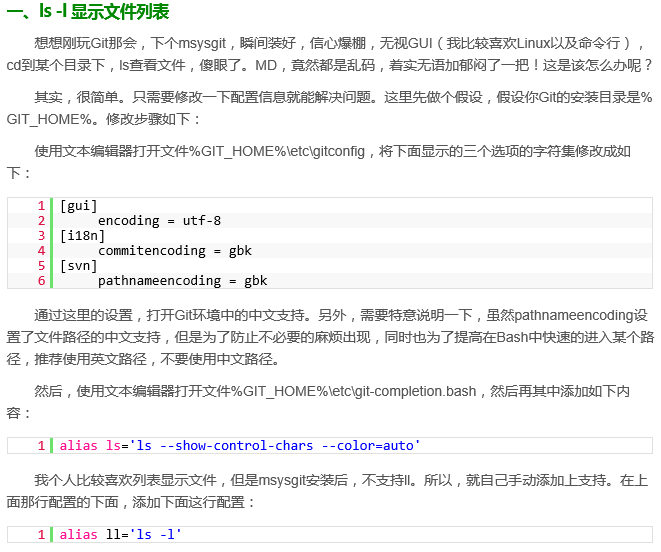 一、ls -l 显示文件列表
想想刚玩Git那会，下个msysgit，瞬间装好，信心爆棚，无视GUI（我比较喜欢Linux以及命令行），
cd到某个目录下，ls查看文件，傻眼了。MD，竟然都是乱码，着实无语加郁闷了一把！这是该怎么办呢？
其实，很简单。只需要修改一下配置信息就能解决问题。这里先做个假设，假设你Git的安装目录是%
GIT_HOME%。修改步骤如下：
使用文本编辑器打开文件%GIT_HOME%\etc\gitconfig，将下面显示的三个选项的字符集修改成如
下：
1 [gui]
2 encoding = utf-8
3 [i18n]
4 commitencoding = gbk
5 [svn]
6 pathnameencoding = gbk
通过这里的设置，打开Git环境中的中文支持。另外，需要特意说明一下，虽然pathnameencoding设
置了文件路径的中文支持，但是为了防止不必要的麻烦出现，同时也为了提高在Bash中快速的进入某个路
径，推荐使用英文路径，不要使用中文路径。
然后，使用文本编辑器打开文件%GIT_HOME%\etc\git-completion.bash，然后再其中添加如下内
容：
1 alias ls='ls --show-control-chars --color=auto'
我个人比较喜欢列表显示文件，但是msysgit安装后，不支持ll。所以，就自己手动添加上支持。在上
面那行配置的下面，添加下面这行配置：
1 alias ll='ls -l'